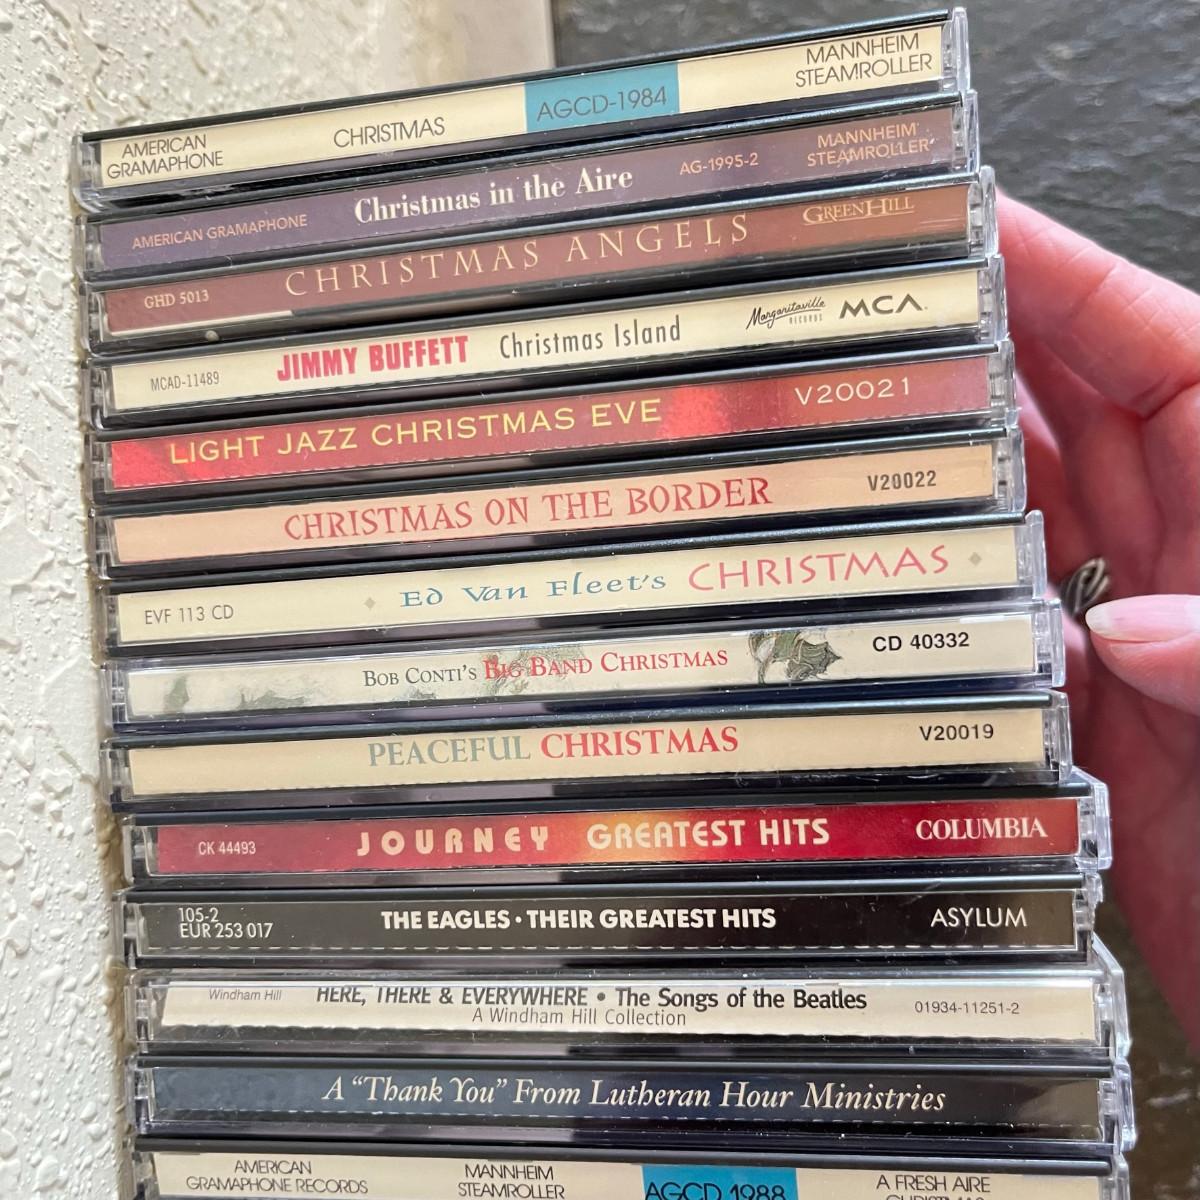 AMERICAN
GRAMAPHONE
CHRISTMAS
AGCD-1984
MANNHEIM
STEAMROLLER
AMERICAN GRAMAPHONE
Christmas in the Aire
AG-1995-2
MANNHEIM
STEAMROLLER
GHD 5013
CHRISTMAS ANGELS
GREENHILL
MCAD-11489
JIMMY BUFFETT
Christmas Island
Margaritaville
RECORDS
MCA
LIGHT JAZZ CHRISTMAS EVE
V20021
CHRISTMAS ON THE BORDER
V20022
EVF 113 CD
ED VAN FLEET'S CHRISTMAS
BOB CONTI'S BIG BAND CHRISTMAS
CD 40332
PEACEFUL CHRISTMAS
V20019
CK 44493
JOURNEY
GREATEST HITS
COLUMBIA
105-2
EUR 253 017
THE EAGLES • THEIR GREATEST HITS
ASYLUM
Windham Hill
HERE, THERE & EVERYWHERE • The Songs of the Beatles
A Windham Hill Collection
01934-11251-2
A "Thank You" From Lutheran Hour Ministries
AMERICAN
GRAMAPHONE RECORDS
MANNHEIM
STEAMROLLER
AGCD 1988
A FRESH AIRE
CHRISTMAS